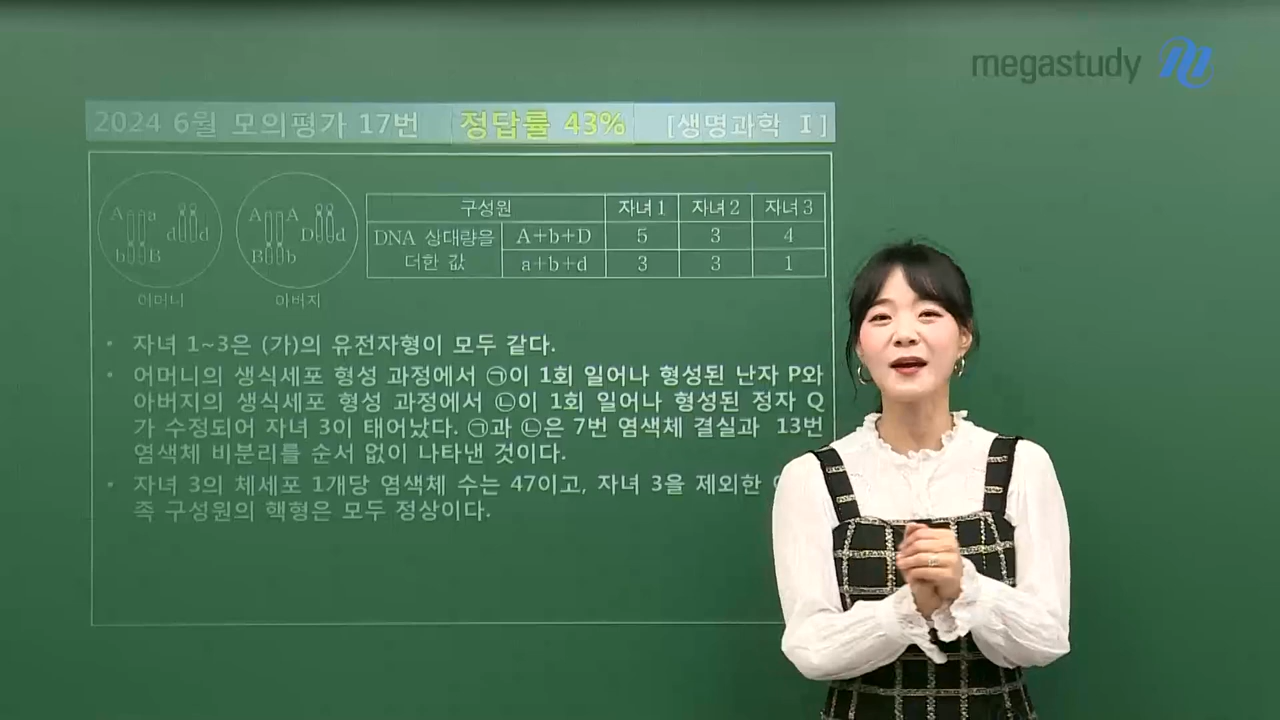 megastudy
2024 6월 모의평가 17번 정답률 43% [생명과학 Ⅰ]
A a d d b B
A A D d B b
어머니 아버지
구성원 자녀 1 자녀 2 자녀 3
DNA 상대량을 더한 값 A+b+D 5 3 4
a+b+d 3 3 1
• 자녀 1~3은 (가)의 유전자형이 모두 같다.
• 어머니의 생식세포 형성 과정에서 ㉠이 1회 일어나 형성된 난자 P와
아버지의 생식세포 형성 과정에서 ㉡이 1회 일어나 형성된 정자 Q
가 수정되어 자녀 3이 태어났다. ㉠과 ㉡은 7번 염색체 결실과 13번
염색체 비분리를 순서 없이 나타낸 것이다.
• 자녀 3의 체세포 1개당 염색체 수는 47이고, 자녀 3을 제외한
족 구성원의 핵형은 모두 정상이다.